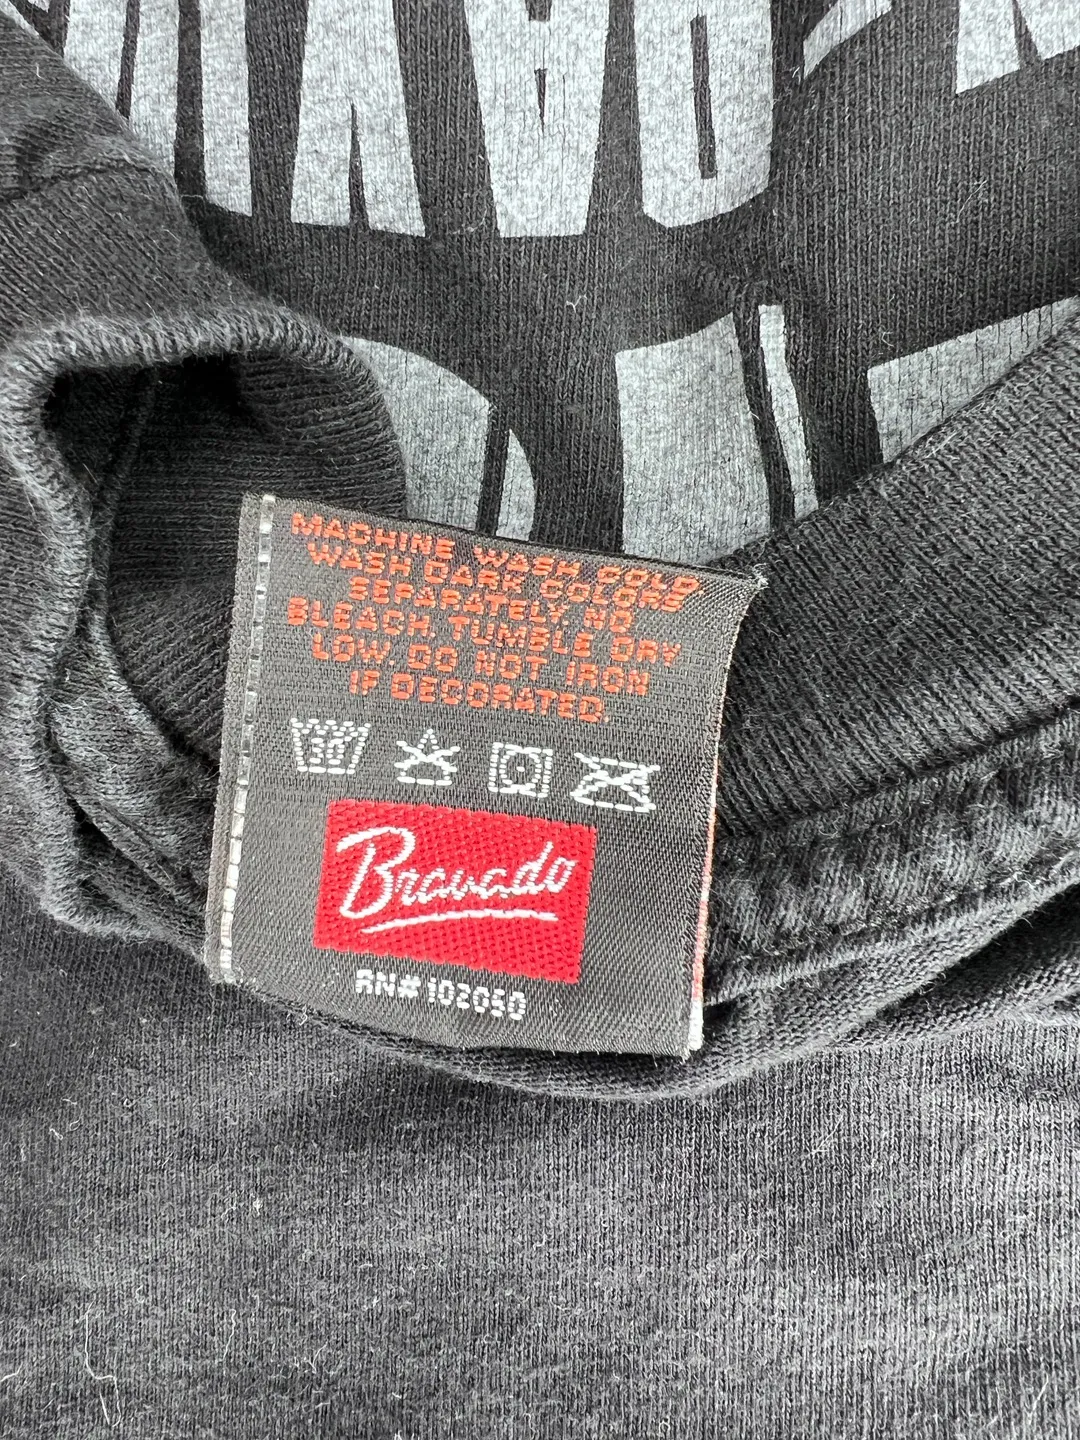 MACHINE WASH COLD
WASH DARK COLORS
SEPARATELY. NO
BLEACH. TUMBLE DRY
LOW. DO NOT IRON
IF DECORATED.
30
Bravado
RN#102050